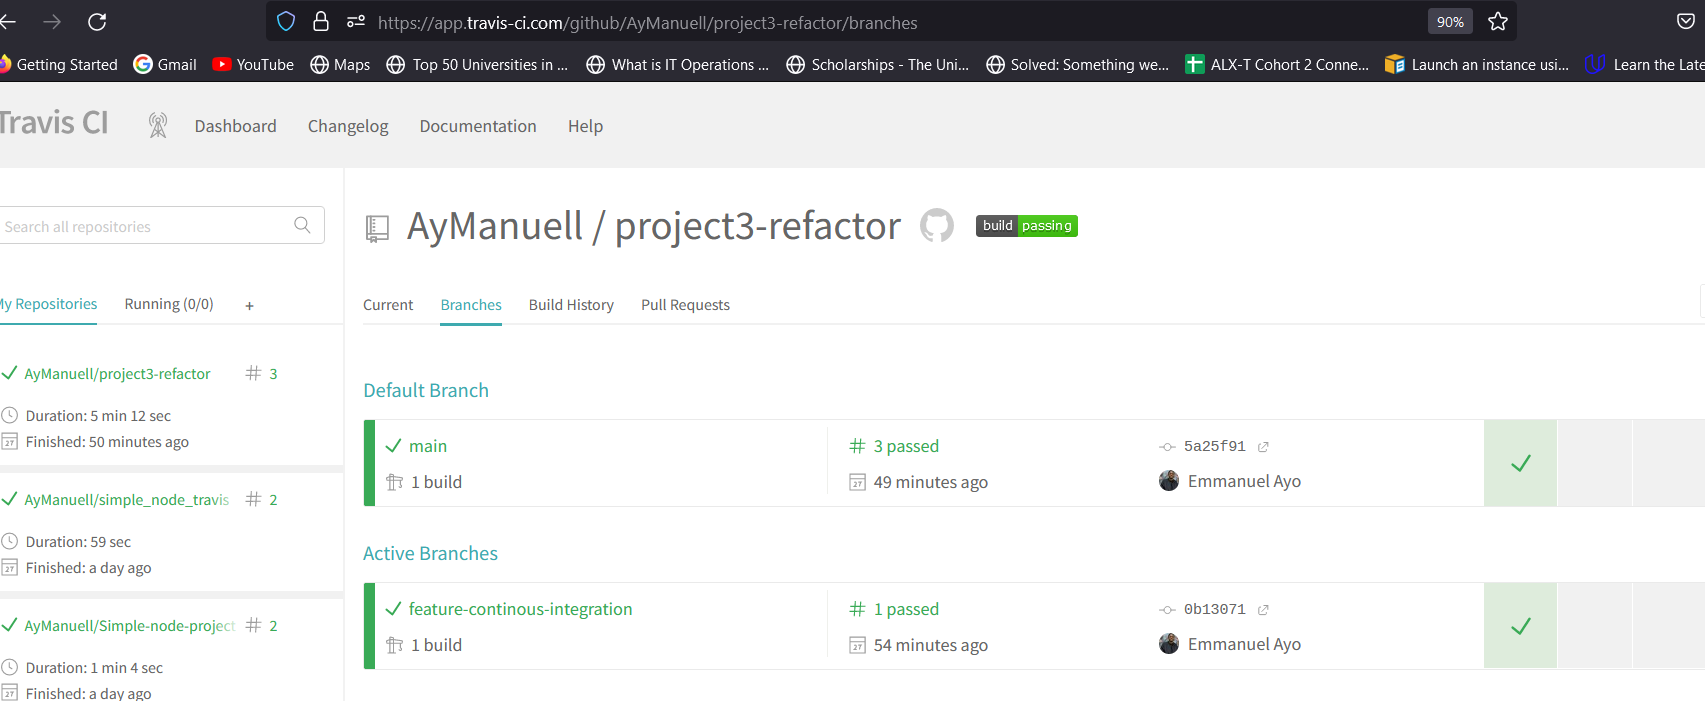 https://app.travis-ci.com/github/AyManuell/project3-refactor/branches 90%
Getting Started Gmail YouTube Maps Top 50 Universities in ... What is IT Operations ... Scholarships - The Uni... Solved: Something we... ALX-T Cohort 2 Conne... Launch an instance usi... Learn the Late
Travis CI Dashboard Changelog Documentation Help
Search all repositories
AyManuell / project3-refactor build passing
My Repositories Running (0/0) +
Current Branches Build History Pull Requests
AyManuell/project3-refactor # 3
Duration: 5 min 12 sec
Finished: 50 minutes ago
AyManuell/simple_node_travis # 2
Duration: 59 sec
Finished: a day ago
AyManuell/Simple-node-project # 2
Duration: 1 min 4 sec
Finished: a day ago
Default Branch
main # 3 passed 5a25f91
1 build 27 49 minutes ago Emmanuel Ayo
Active Branches
feature-continous-integration # 1 passed 0b13071
1 build 27 54 minutes ago Emmanuel Ayo